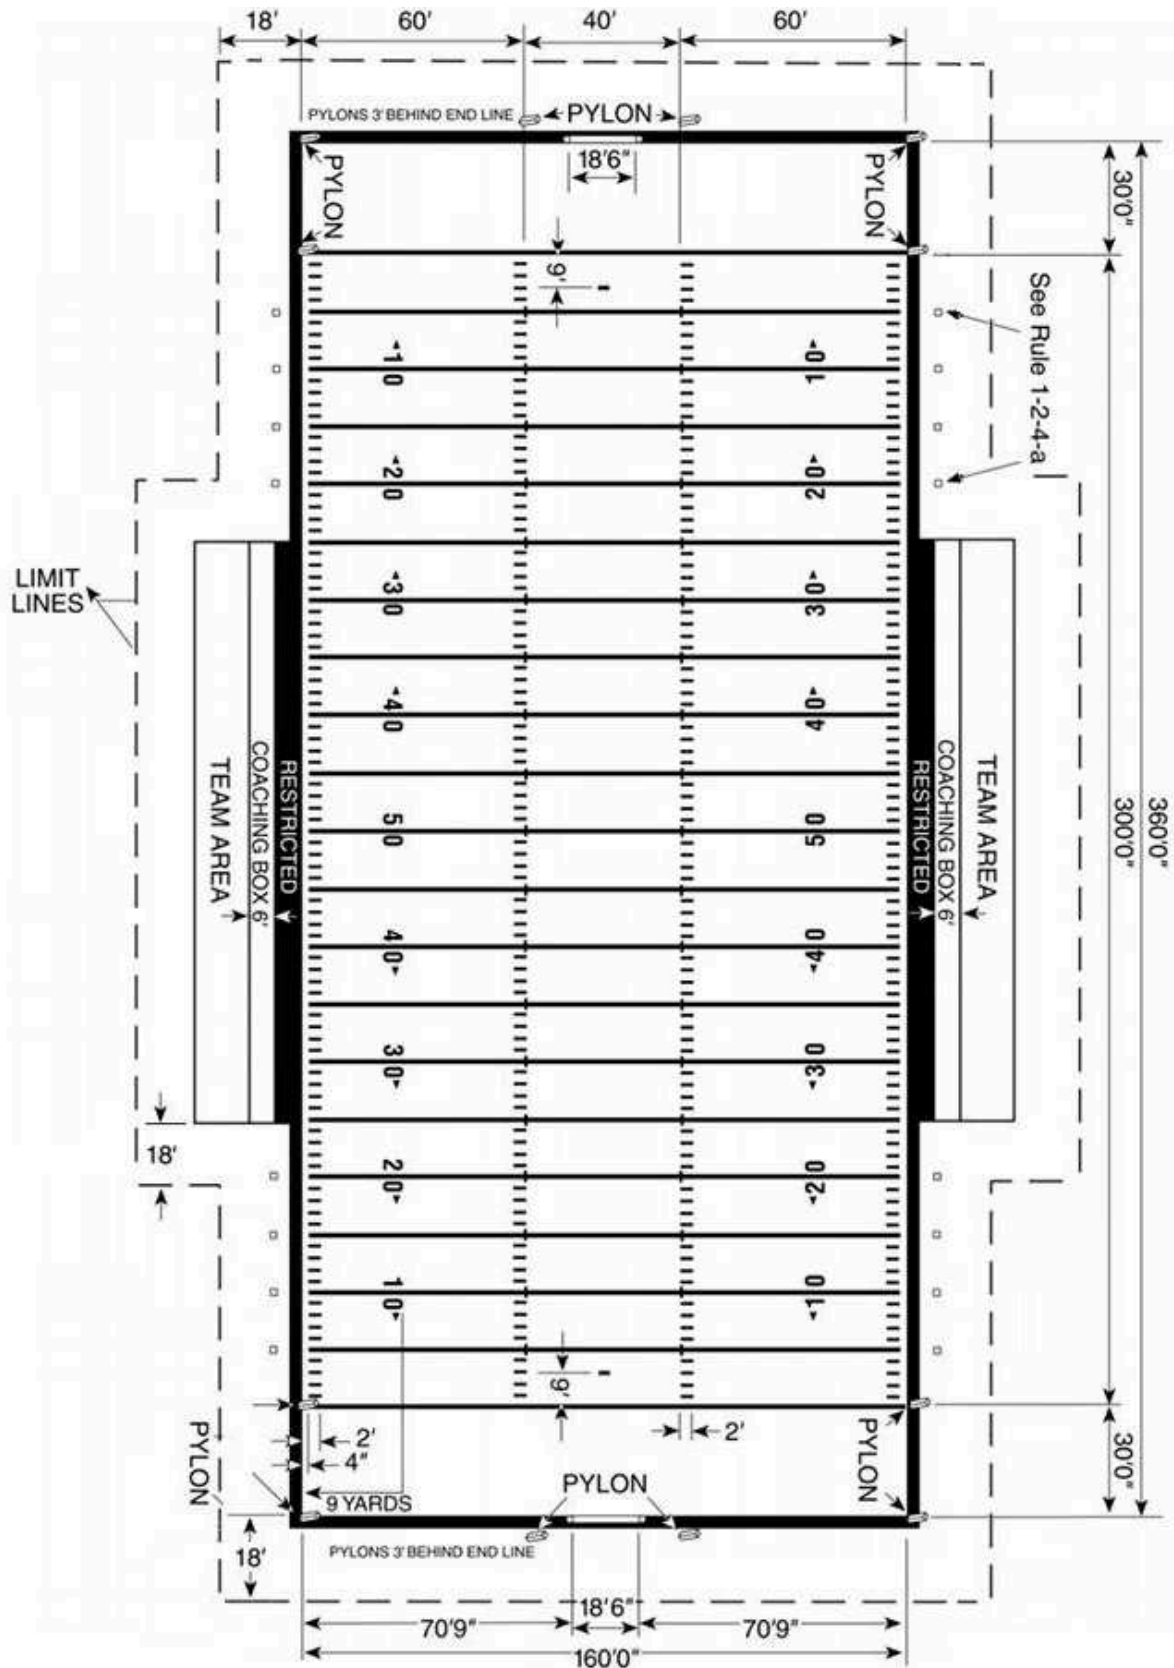 18' 60' 40' 60'
PYLONS 3' BEHIND END LINE PYLON
18'6"
PYLON PYLON
30'0"
9'
See Rule 1-2-4-a
10 10
20 20
30 30
LIMIT
LINES
40 40
50 50
TEAM AREA COACHING BOX 6' RESTRICTED RESTRICTED COACHING BOX 6' TEAM AREA
300'0" 360'0"
40 40
30 30
18'
20 20
10 10
9'
2' 2'
4"
PYLON PYLON
30'0"
9 YARDS PYLON
PYLONS 3' BEHIND END LINE
18'
18'6"
70'9" 70'9"
160'0"